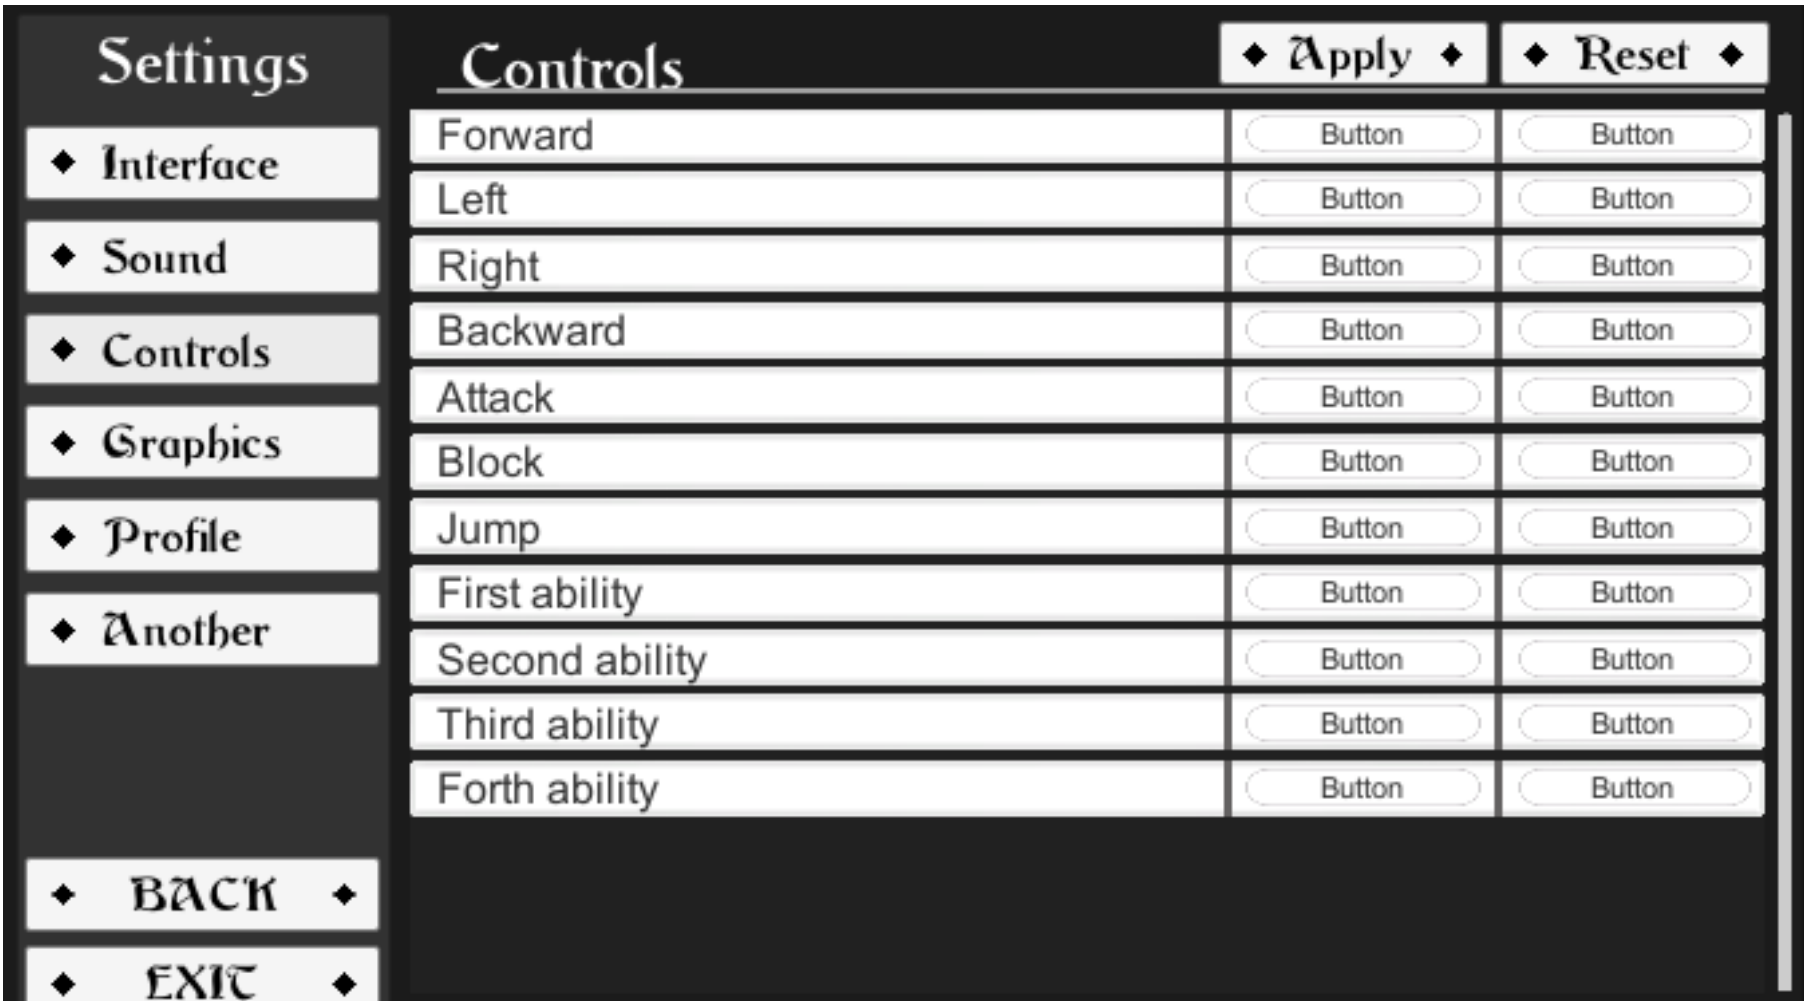 Settings
Interface
Sound
Controls
Graphics
Profile
Another
BACK
EXIT
Controls
Apply
Reset
Forward Button Button
Left Button Button
Right Button Button
Backward Button Button
Attack Button Button
Block Button Button
Jump Button Button
First ability Button Button
Second ability Button Button
Third ability Button Button
Forth ability Button Button